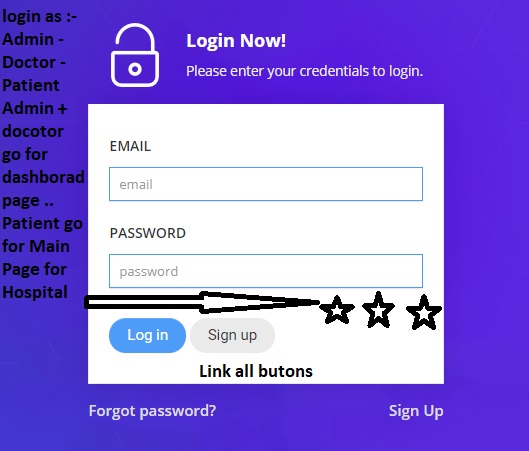 login as :-
Admin -
Doctor -
Patient
Admin +
docotor
go for
dashborad
page ..
Patient go
for Main
Page for
Hospital
Login Now!
Please enter your credentials to login.
EMAIL
email
PASSWORD
password
Log in
Sign up
Link all butons
Forgot password?
Sign Up